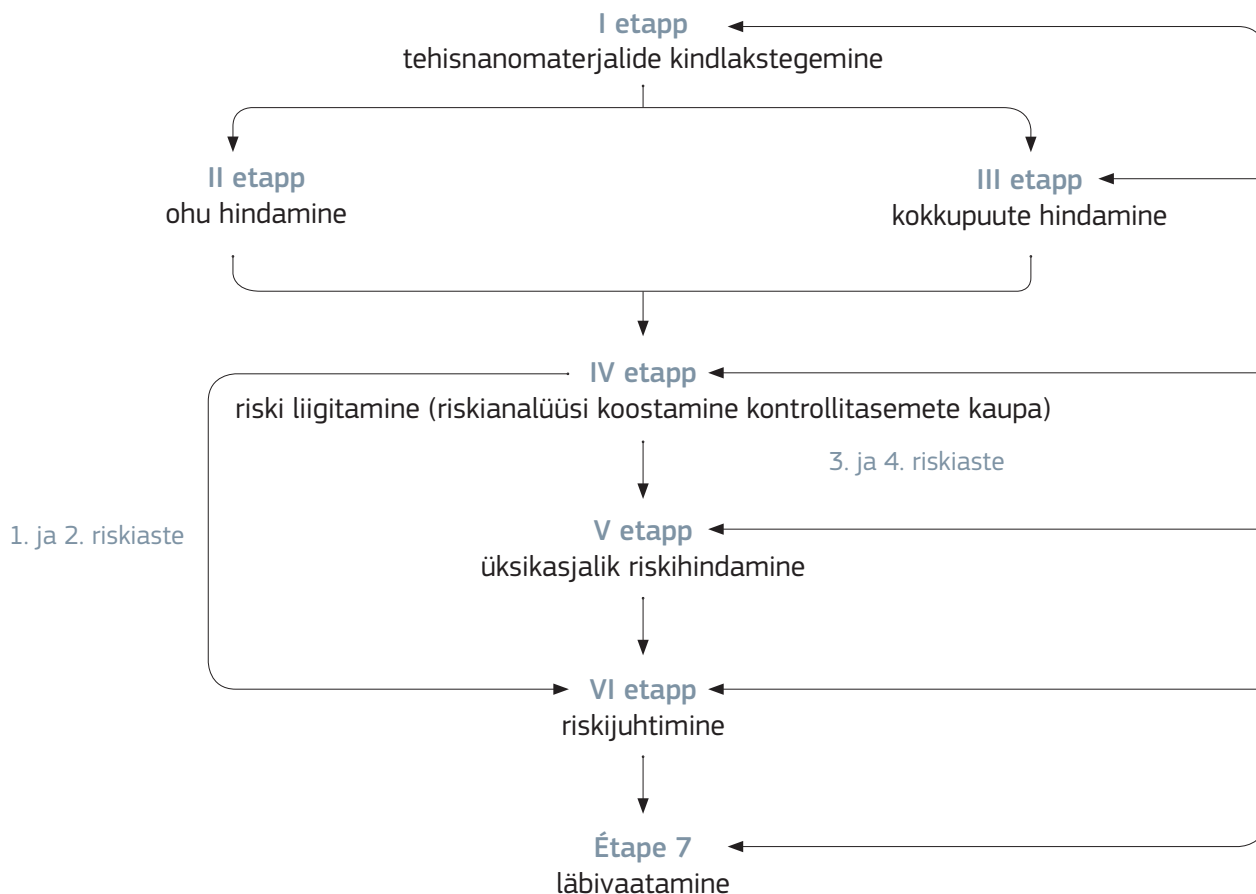 I etapp
tehisnanomaterjalide kindlakstegemine
II etapp
ohu hindamine
III etapp
kokkupuute hindamine
IV etapp
riski liigitamine (riskianalüüsi koostamine kontrollitasemete kaupa)
3. ja 4. riskiaste
1. ja 2. riskiaste
V etapp
üksikasjalik riskihindamine
VI etapp
riskijuhtimine
Étape 7
läbivaatamine